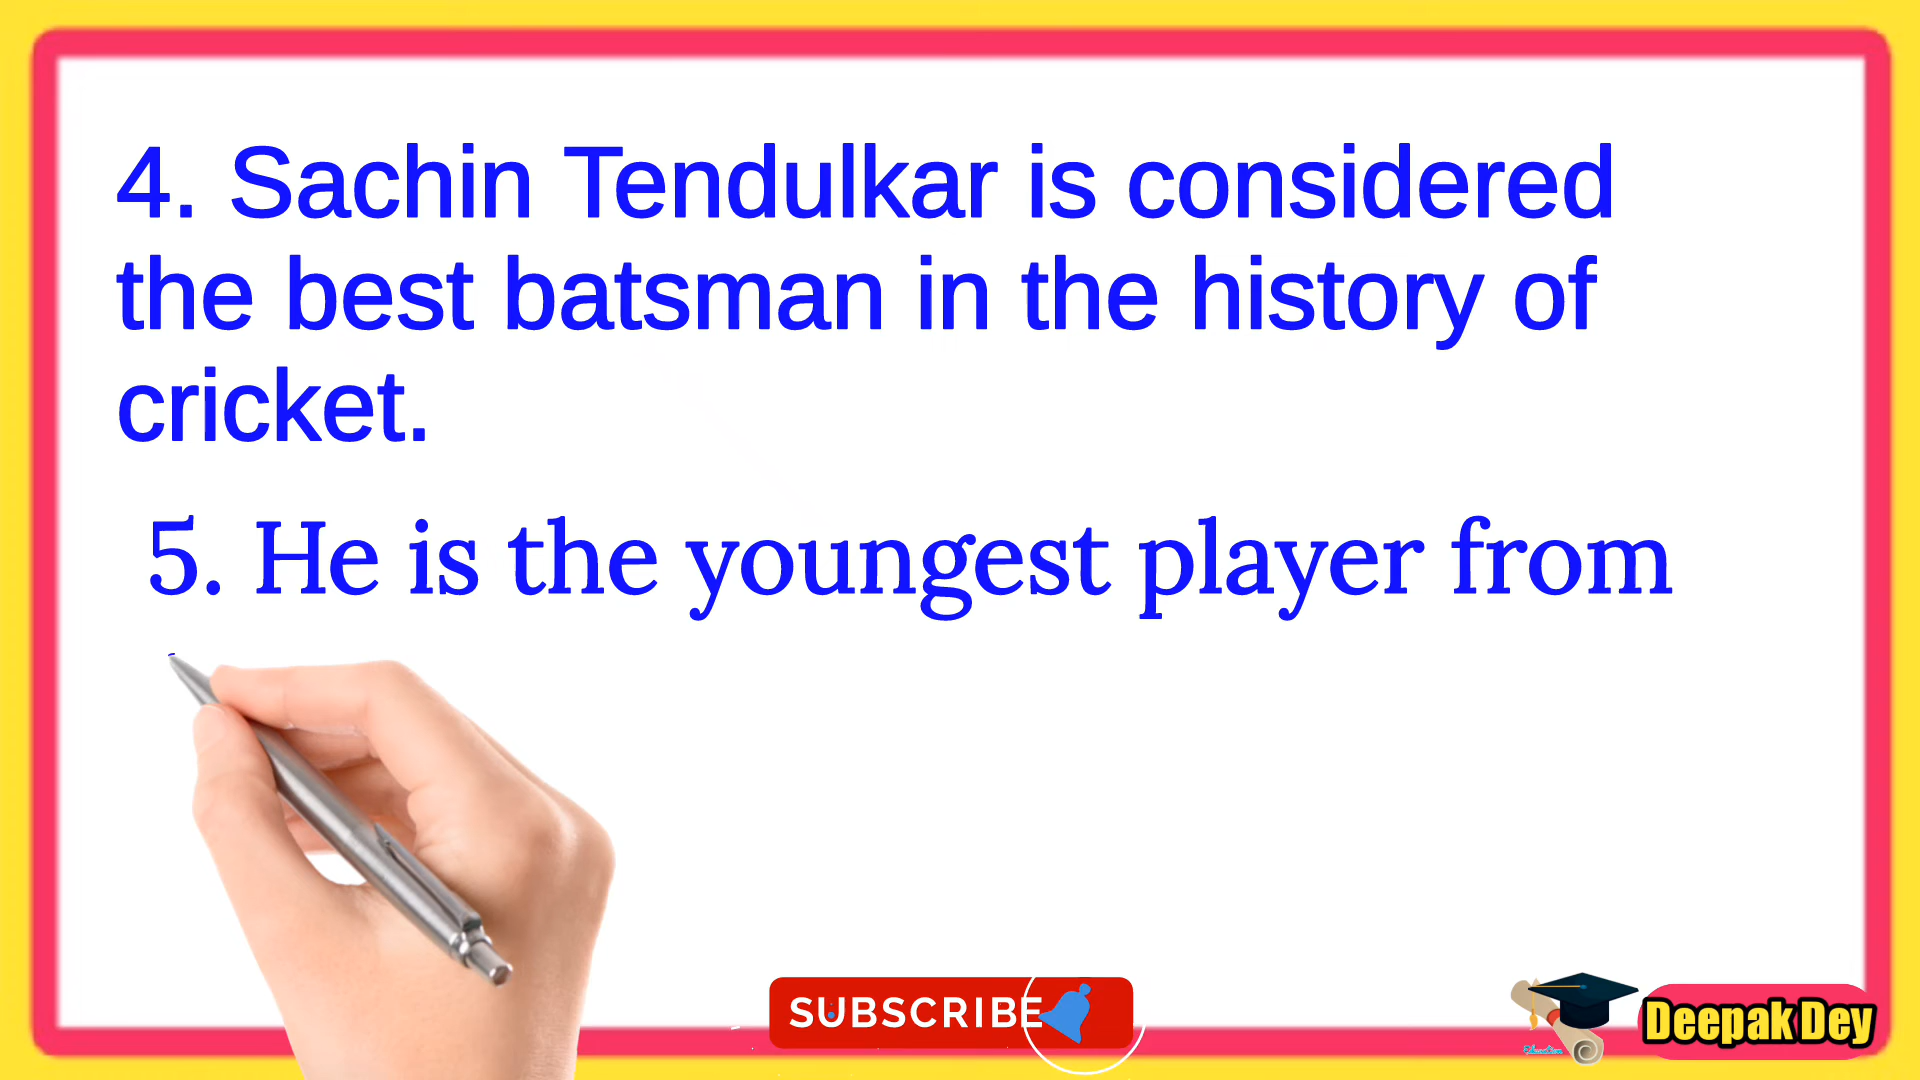 4. Sachin Tendulkar is considered
the best batsman in the history of
cricket.
5. He is the youngest player from
SUBSCRIBE
Education
Deepak Dey